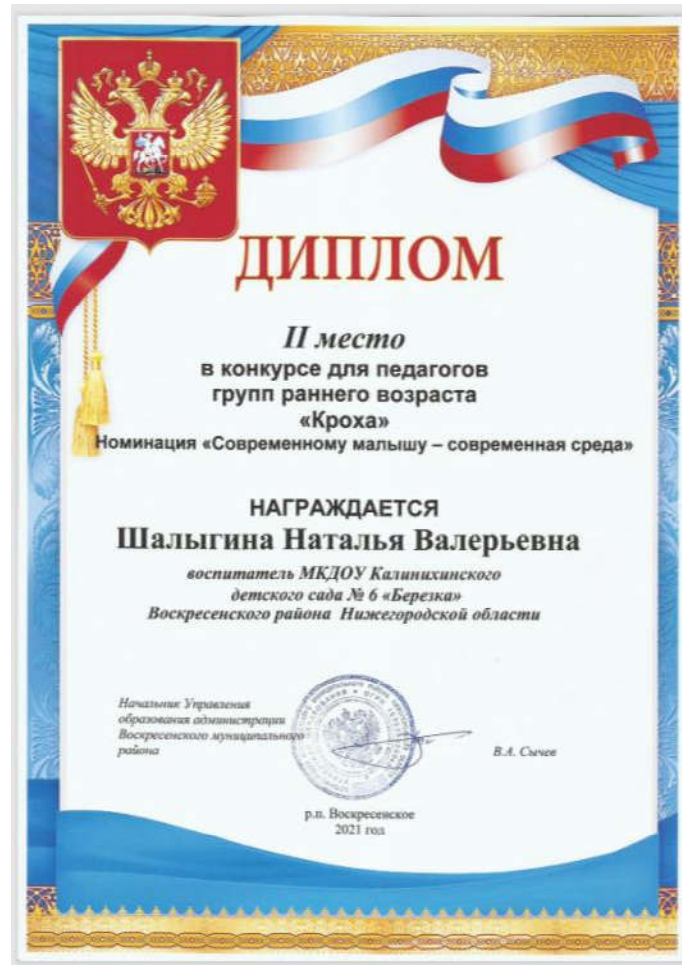 ДИПЛОМ
II место
в конкурсе для педагогов
групп раннего возраста
«Кроха»
Номинация «Современному малышу – современная среда»
НАГРАЖДАЕТСЯ
Шалыгина Наталья Валерьевна
воспитатель МКДОУ Калинихинского
детского сада № 6 «Березка»
Воскресенского района Нижегородской области
Начальник Управления
образования администрации
Воскресенского муниципального
района
В.А. Сычев
р.п. Воскресенское
2021 год